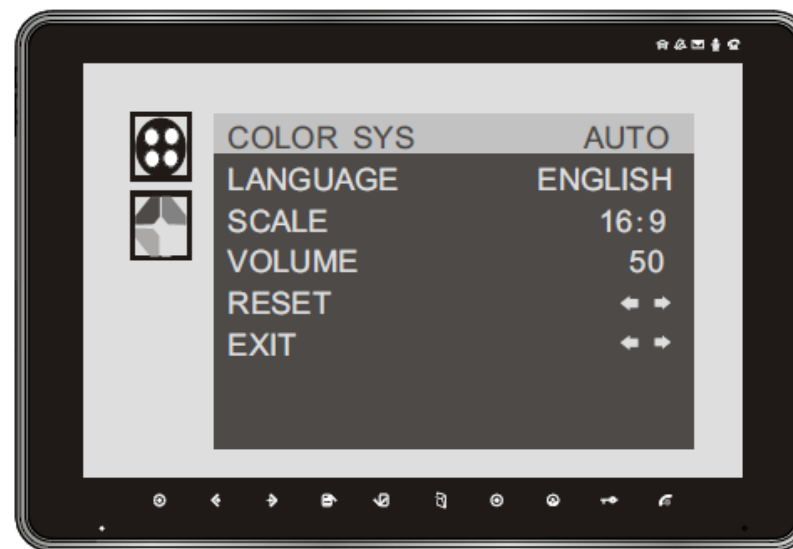 COLOR SYS AUTO
LANGUAGE ENGLISH
SCALE 16:9
VOLUME 50
RESET
EXIT